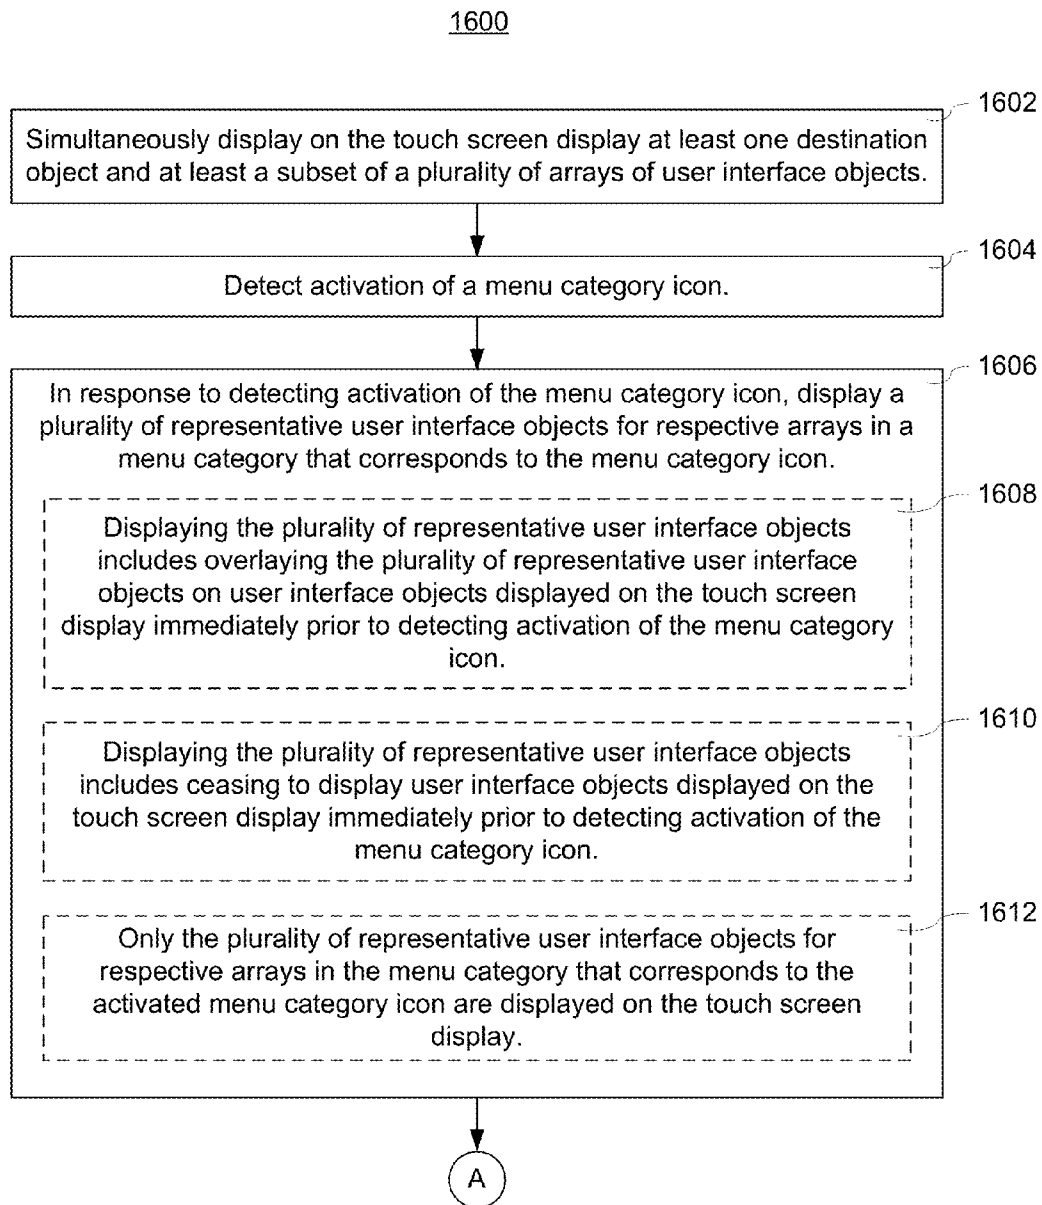 1600
1602
Simultaneously display on the touch screen display at least one destination
object and at least a subset of a plurality of arrays of user interface objects.
1604
Detect activation of a menu category icon.
1606
In response to detecting activation of the menu category icon, display a
plurality of representative user interface objects for respective arrays in a
menu category that corresponds to the menu category icon.
1608
Displaying the plurality of representative user interface objects
includes overlaying the plurality of representative user interface
objects on user interface objects displayed on the touch screen
display immediately prior to detecting activation of the menu category
icon.
1610
Displaying the plurality of representative user interface objects
includes ceasing to display user interface objects displayed on the
touch screen display immediately prior to detecting activation of the
menu category icon.
1612
Only the plurality of representative user interface objects for
respective arrays in the menu category that corresponds to the
activated menu category icon are displayed on the touch screen
display.
A